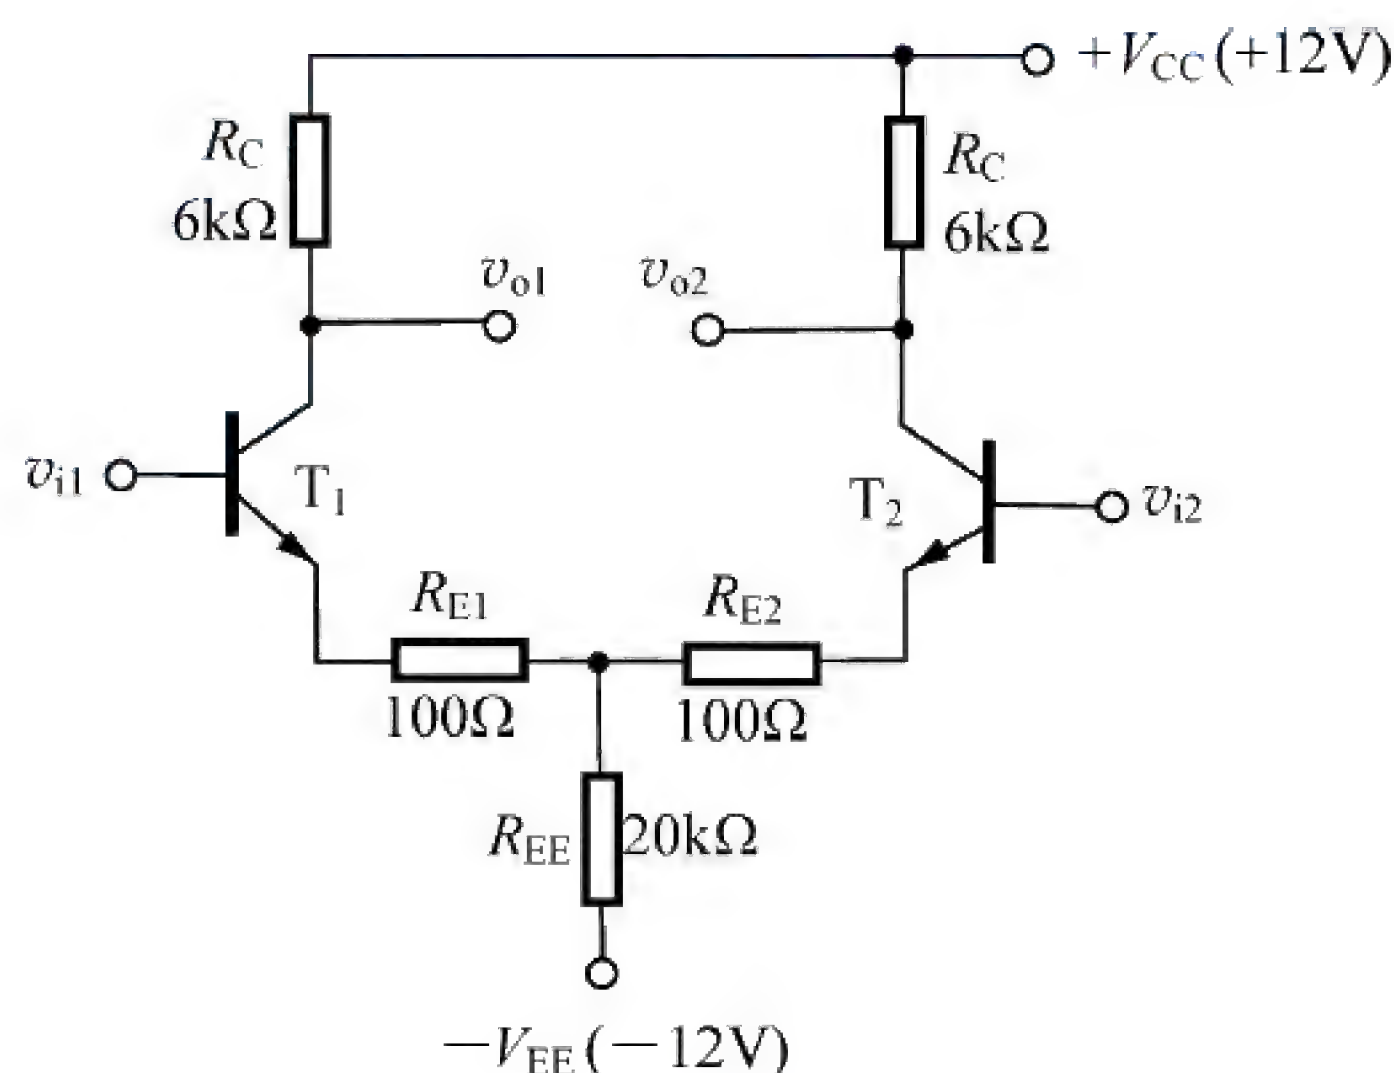 +V_CC(+12V)
R_C
6kΩ
R_C
6kΩ
v_o1
v_o2
v_i1
T_1
T_2
v_i2
R_E1
100Ω
R_E2
100Ω
R_EE
20kΩ
−V_EE(−12V)